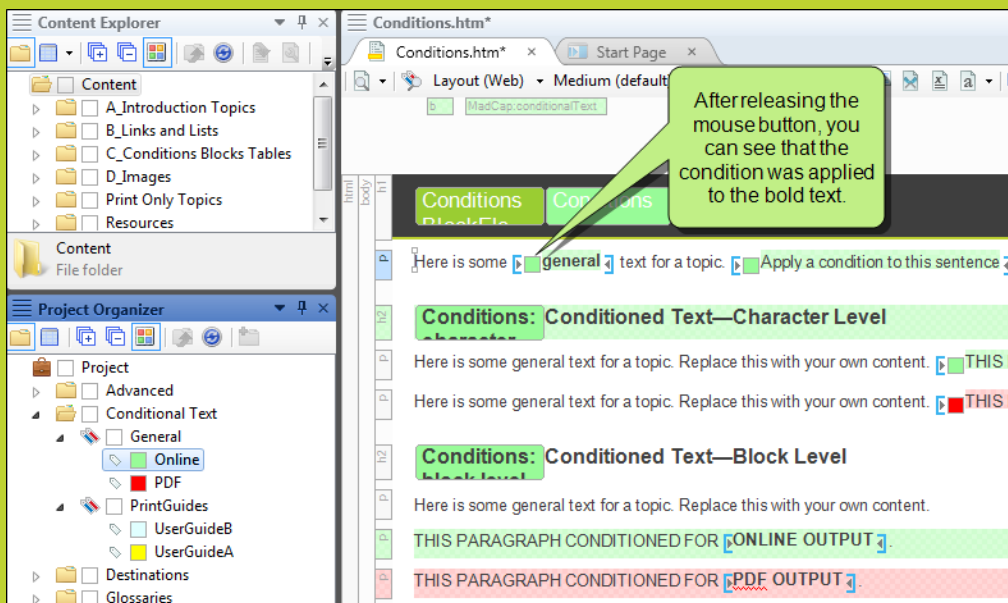 Content Explorer
Content
A_Introduction Topics
B_Links and Lists
C_Conditions Blocks Tables
D_Images
Print Only Topics
Resources
Content
File folder
Project Organizer
Project
Advanced
Conditional Text
General
Online
PDF
PrintGuides
UserGuideB
UserGuideA
Destinations
Glossaries
Conditions.htm*
Conditions.htm* Start Page
Layout (Web) Medium (default
b MadCap:conditionalText
After releasing the
mouse button, you
can see that the
condition was applied
to the bold text.
html body h1
Conditions
p Here is some general text for a topic. Apply a condition to this sentence
h2 Conditions: Conditioned Text—Character Level
character
p Here is some general text for a topic. Replace this with your own content. THIS
p Here is some general text for a topic. Replace this with your own content. THIS
h2 Conditions: Conditioned Text—Block Level
block level
p Here is some general text for a topic. Replace this with your own content.
p THIS PARAGRAPH CONDITIONED FOR ONLINE OUTPUT.
p THIS PARAGRAPH CONDITIONED FOR PDF OUTPUT.